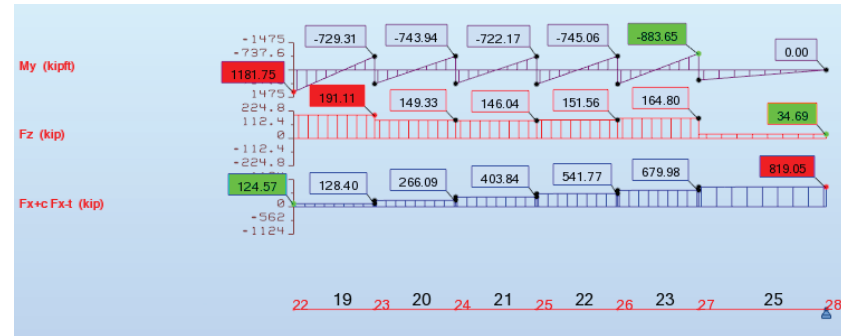 -1475
-737.6
-729.31 -743.94 -722.17 -745.06 -883.65 0.00
My (kipft)
1181.75
1475
224.8 191.11 149.33 146.04 151.56 164.80 34.69
112.4
Fz (kip) 0
-112.4
-224.8
124.57 128.40 266.09 403.84 541.77 679.98 819.05
Fx+c Fx-t (kip) 0
-562
-1124
22 19 23 20 24 21 25 22 26 23 27 25 28